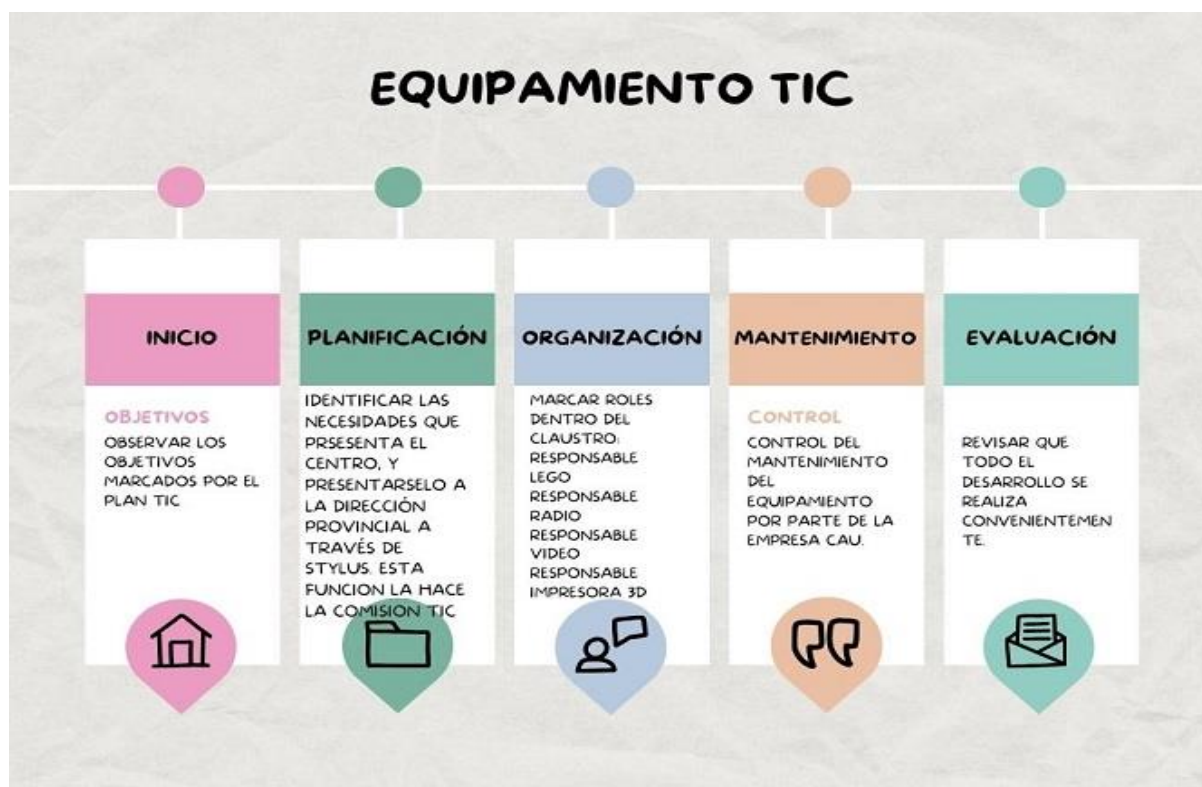 EQUIPAMIENTO TIC
INICIO
OBJETIVOS
OBSERVAR LOS
OBJETIVOS
MARCADOS POR EL
PLAN TIC
PLANIFICACIÓN
IDENTIFICAR LAS
NECESIDADES QUE
PRSESENTA EL
CENTRO, Y
PRESENTARSELO A
LA DIRECCIÓN
PROVINCIAL A
TRAVÉS DE
STYLUS. ESTA
FUNCION LA HACE
LA COMISION TIC
ORGANIZACIÓN
MARCAR ROLES
DENTRO DEL
CLAUSTRO:
RESPONSABLE
LEGO
RESPONSABLE
RADIO
RESPONSABLE
VIDEO
RESPONSABLE
IMPRESORA 3D
MANTENIMIENTO
CONTROL
CONTROL DEL
MANTENIMIENTO
DEL
EQUIPAMIENTO
POR PARTE DE LA
EMPRESA CAU.
EVALUACIÓN
REVISAR QUE
TODO EL
DESARROLLO SE
REALIZA
CONVENIENTEMEN
TE.